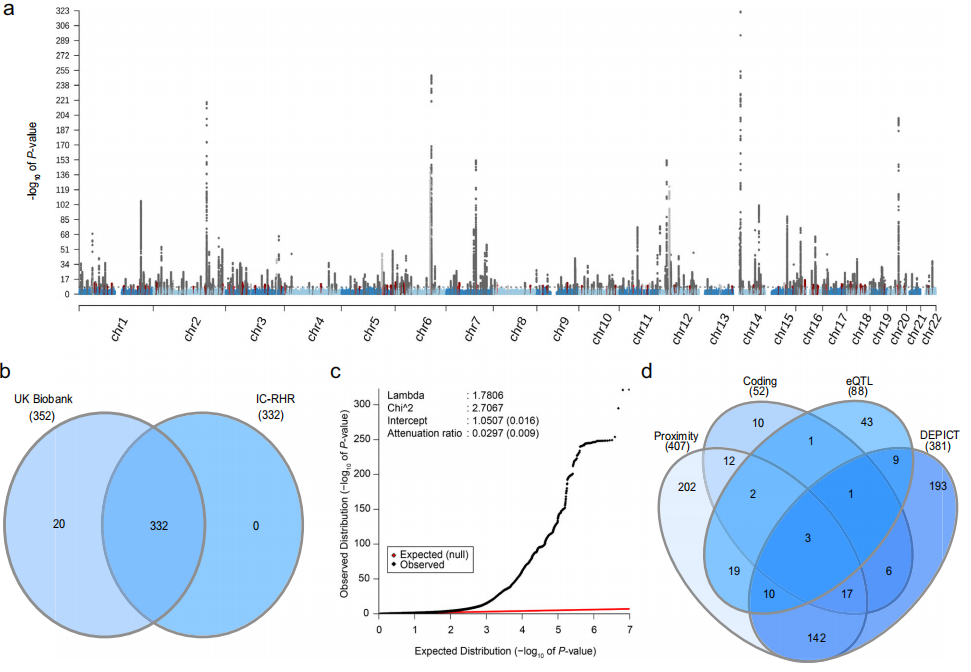 a
-log10 of P-value
323
306
289
272
255
238
221
204
187
170
153
136
119
102
85
68
51
34
17
0
chr1
chr2
chr3
chr4
chr5
chr6
chr7
chr8
chr9
chr10
chr11
chr12
chr13
chr14
chr15
chr16
chr17
chr18
chr19
chr20
chr21
chr22
b
UK Biobank
(352)
IC-RHR
(332)
20
332
0
c
Lambda : 1.7806
Chi^2 : 2.7067
Intercept : 1.0507 (0.016)
Attenuation ratio : 0.0297 (0.009)
Observed Distribution (−log10 of P-value)
300
250
200
150
100
50
0
Expected (null)
Observed
0 1 2 3 4 5 6 7
Expected Distribution (−log10 of P-value)
d
Coding
(52)
eQTL
(88)
Proximity
(407)
DEPICT
(381)
10
43
1
12
9
202
193
2
1
3
19
6
10
17
142